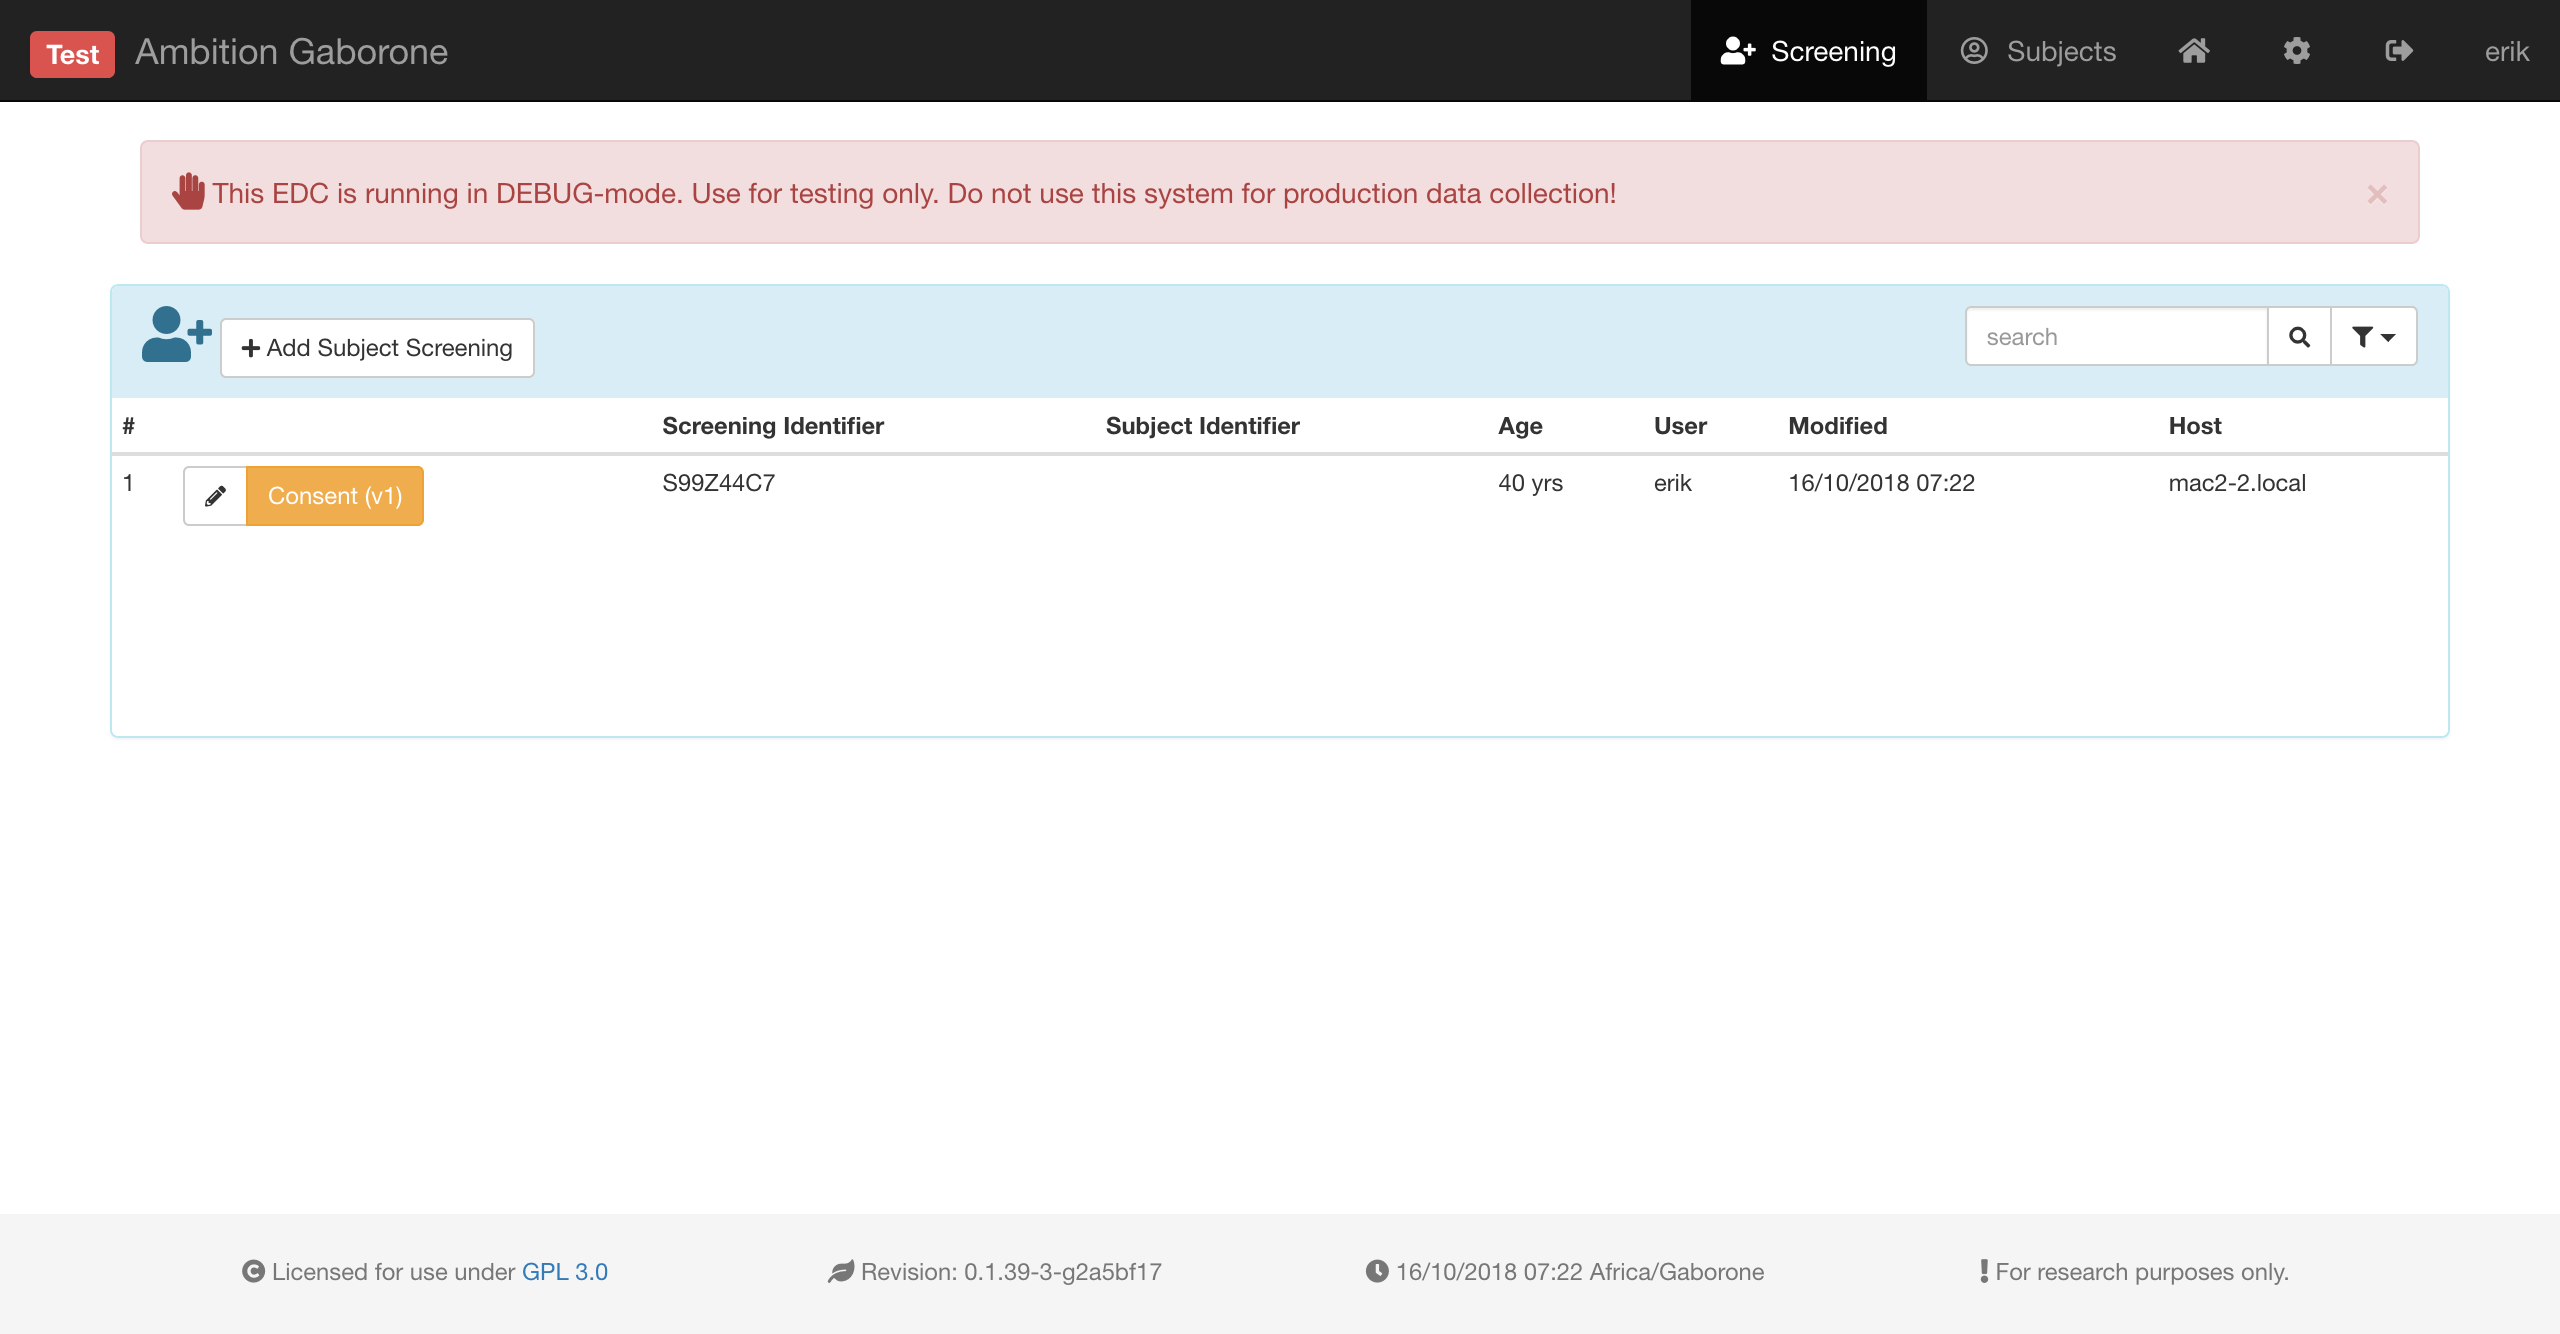 Test Ambition Gaborone Screening Subjects erik
This EDC is running in DEBUG-mode. Use for testing only. Do not use this system for production data collection! ×
+ Add Subject Screening search
# Screening Identifier Subject Identifier Age User Modified Host
1 Consent (v1) S99Z44C7 40 yrs erik 16/10/2018 07:22 mac2-2.local
Licensed for use under GPL 3.0 Revision: 0.1.39-3-g2a5bf17 16/10/2018 07:22 Africa/Gaborone For research purposes only.